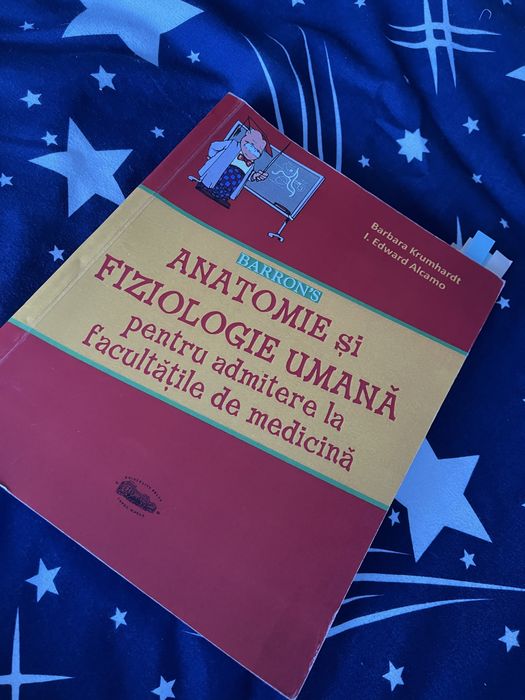 Barbara Krumhardt
I. Edward Alcamo
BARRON'S
ANATOMIE și
FIZIOLOGIE UMANĂ
pentru admitere la
facultățile de medicină